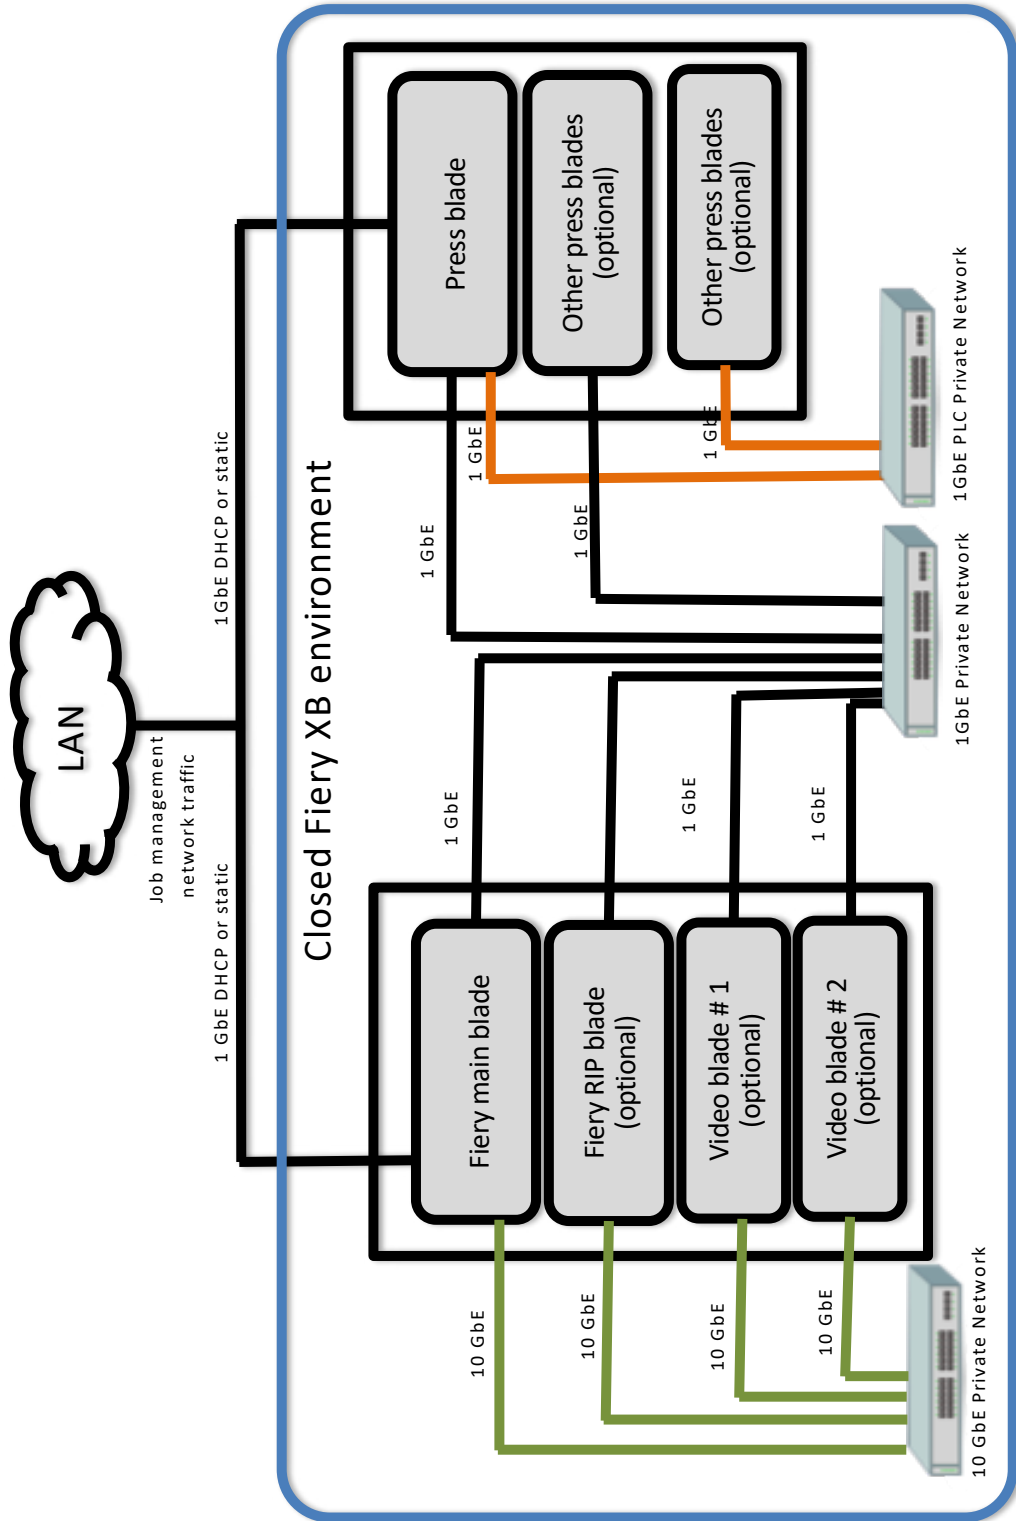 LAN
Job management
network traffic
1 GbE DHCP or static
1GbE DHCP or static
Closed Fiery XB environment
Fiery main blade
Fiery RIP blade
(optional)
Video blade # 1
(optional)
Video blade # 2
(optional)
Press blade
Other press blades
(optional)
Other press blades
(optional)
10 GbE
10 GbE
10 GbE
10 GbE
1 GbE
1 GbE
1 GbE
1 GbE
1 GbE
1 GbE
1 GbE
10 GbE Private Network
1GbE Private Network
1GbE PLC Private Network